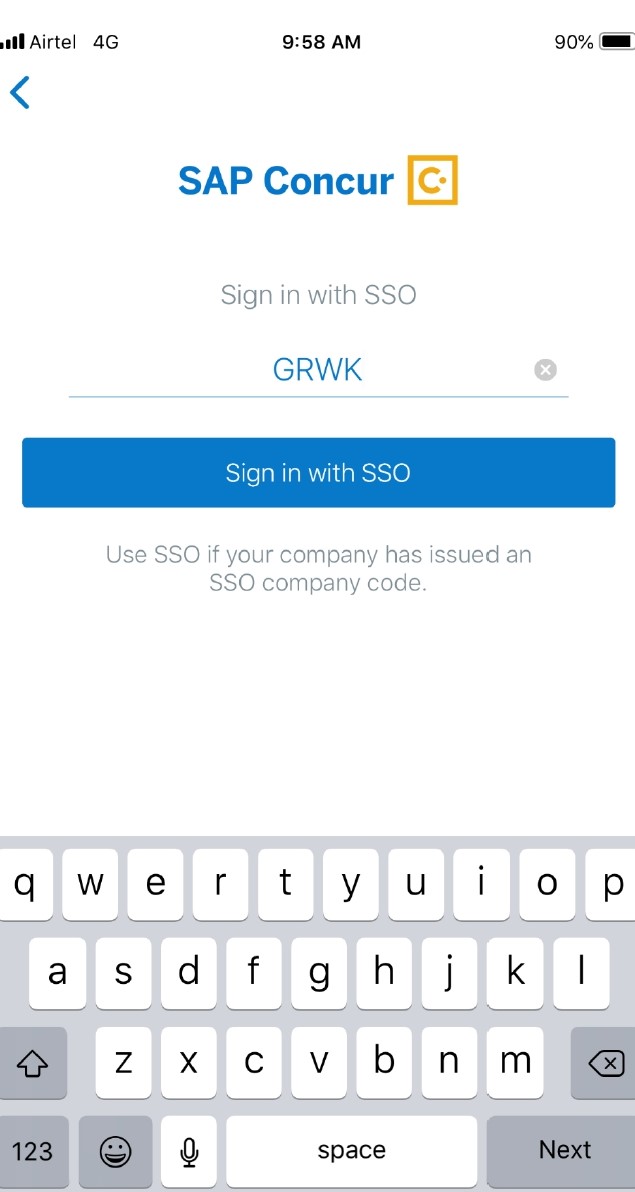 Airtel 4G 9:58 AM 90%
SAP Concur C
Sign in with SSO
GRWK
Sign in with SSO
Use SSO if your company has issued an
SSO company code.
q w e r t y u i o p
a s d f g h j k l
z x c v b n m
123 space Next